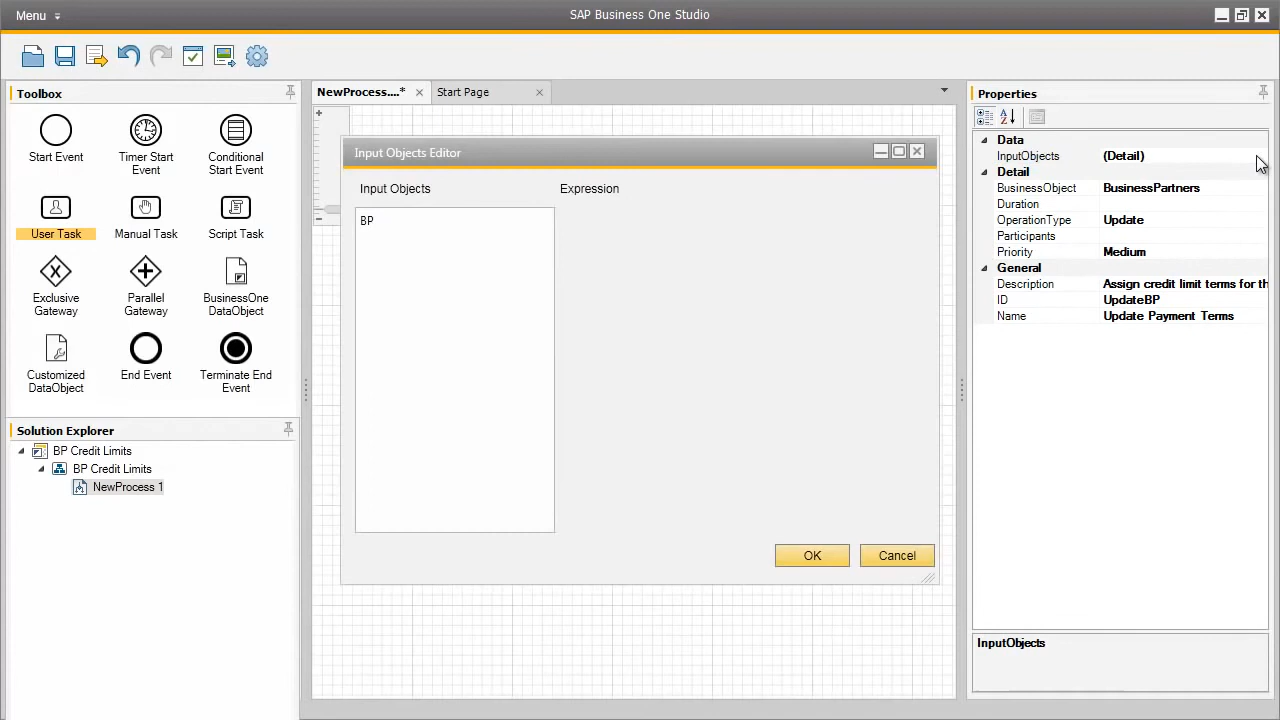 Menu
SAP Business One Studio
Toolbox
Start Event
Timer Start Event
Conditional Start Event
User Task
Manual Task
Script Task
Exclusive Gateway
Parallel Gateway
BusinessOne DataObject
Customized DataObject
End Event
Terminate End Event
Solution Explorer
BP Credit Limits
BP Credit Limits
NewProcess 1
NewProcess....*
Start Page
Input Objects Editor
Input Objects
Expression
BP
OK
Cancel
Properties
Data
InputObjects (Detail)
Detail
BusinessObject BusinessPartners
Duration
OperationType Update
Participants
Priority Medium
General
Description Assign credit limit terms for th
ID UpdateBP
Name Update Payment Terms
InputObjects